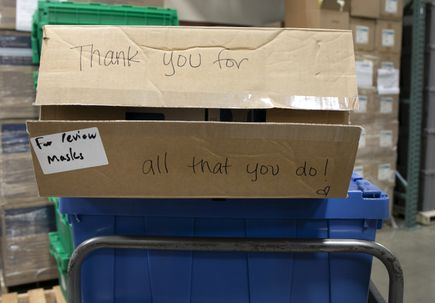 Thank you for
For review
Masks
all that you do!